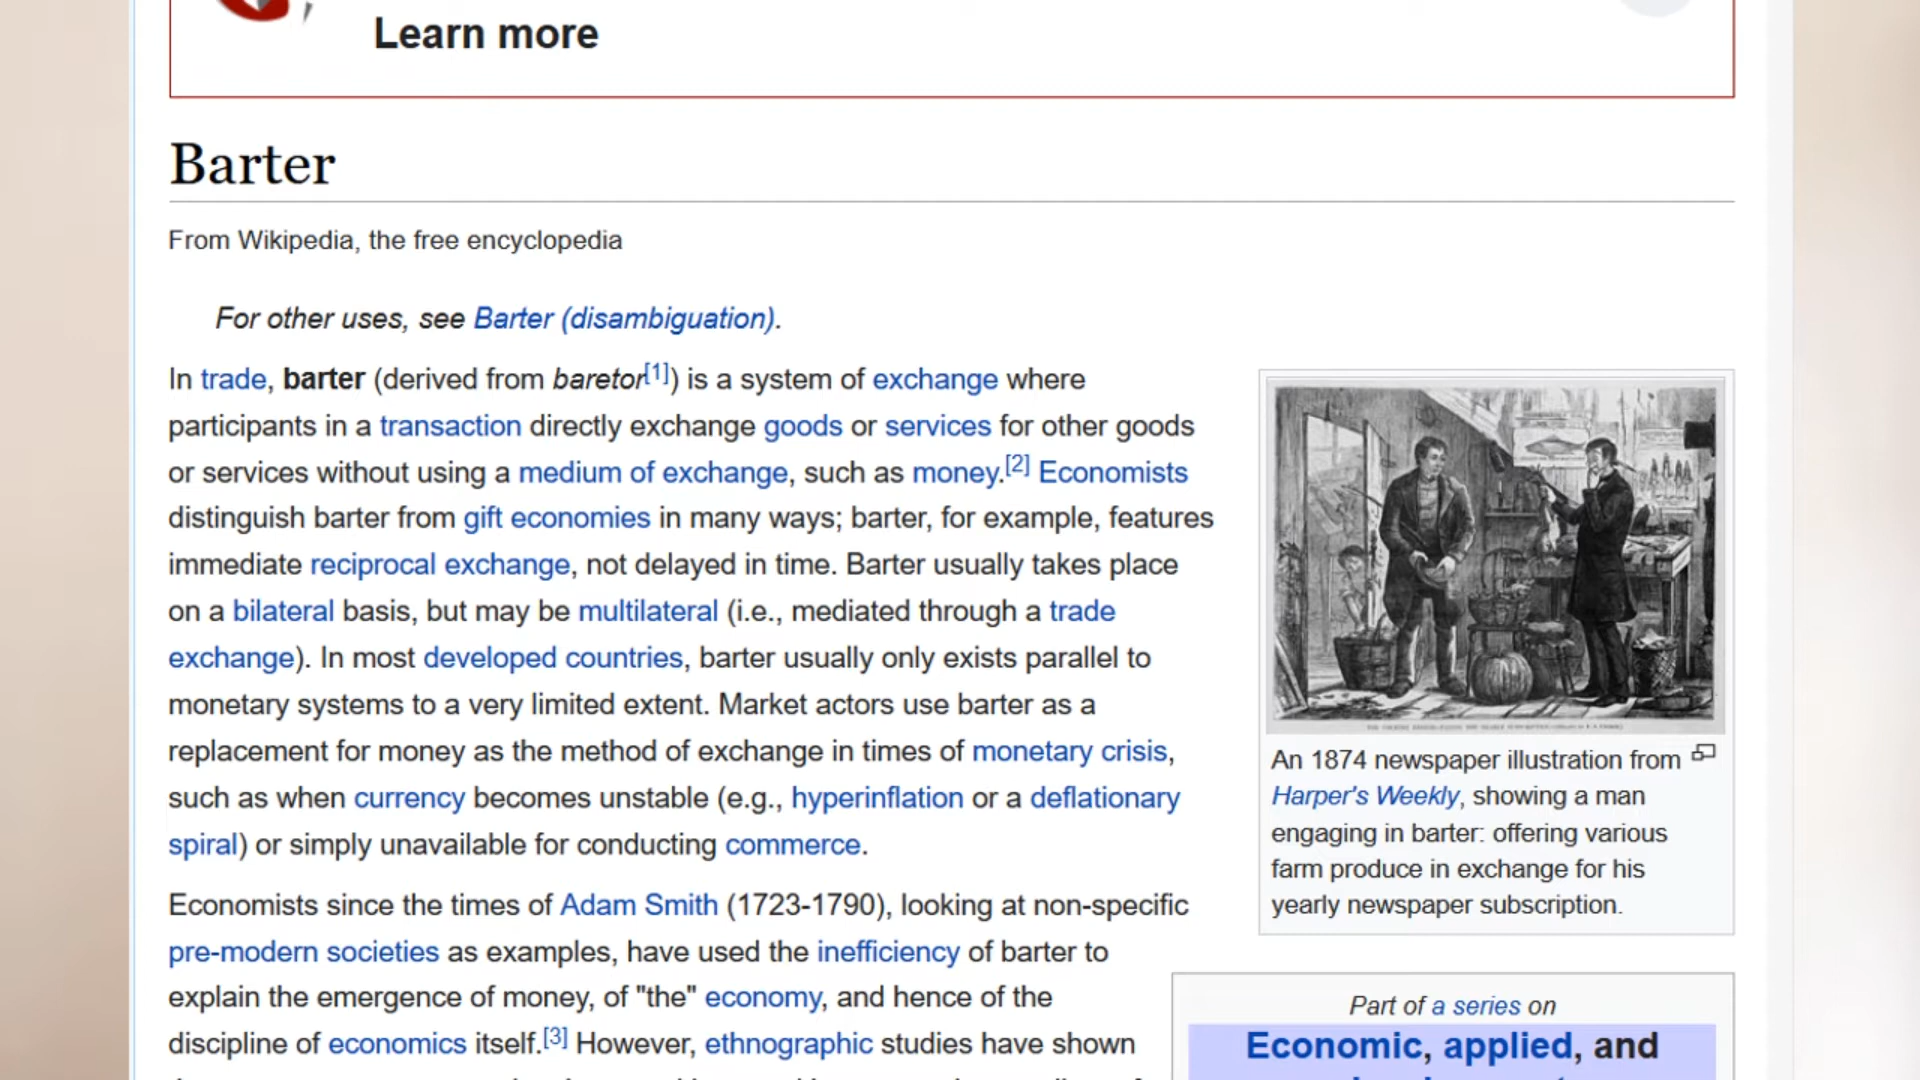 Learn more
Barter
From Wikipedia, the free encyclopedia
For other uses, see Barter (disambiguation).
In trade, barter (derived from baretor[1]) is a system of exchange where
participants in a transaction directly exchange goods or services for other goods
or services without using a medium of exchange, such as money.[2] Economists
distinguish barter from gift economies in many ways; barter, for example, features
immediate reciprocal exchange, not delayed in time. Barter usually takes place
on a bilateral basis, but may be multilateral (i.e., mediated through a trade
exchange). In most developed countries, barter usually only exists parallel to
monetary systems to a very limited extent. Market actors use barter as a
replacement for money as the method of exchange in times of monetary crisis,
such as when currency becomes unstable (e.g., hyperinflation or a deflationary
spiral) or simply unavailable for conducting commerce.
Economists since the times of Adam Smith (1723-1790), looking at non-specific
pre-modern societies as examples, have used the inefficiency of barter to
explain the emergence of money, of "the" economy, and hence of the
discipline of economics itself.[3] However, ethnographic studies have shown
An 1874 newspaper illustration from
Harper's Weekly, showing a man
engaging in barter: offering various
farm produce in exchange for his
yearly newspaper subscription.
Part of a series on
Economic, applied, and